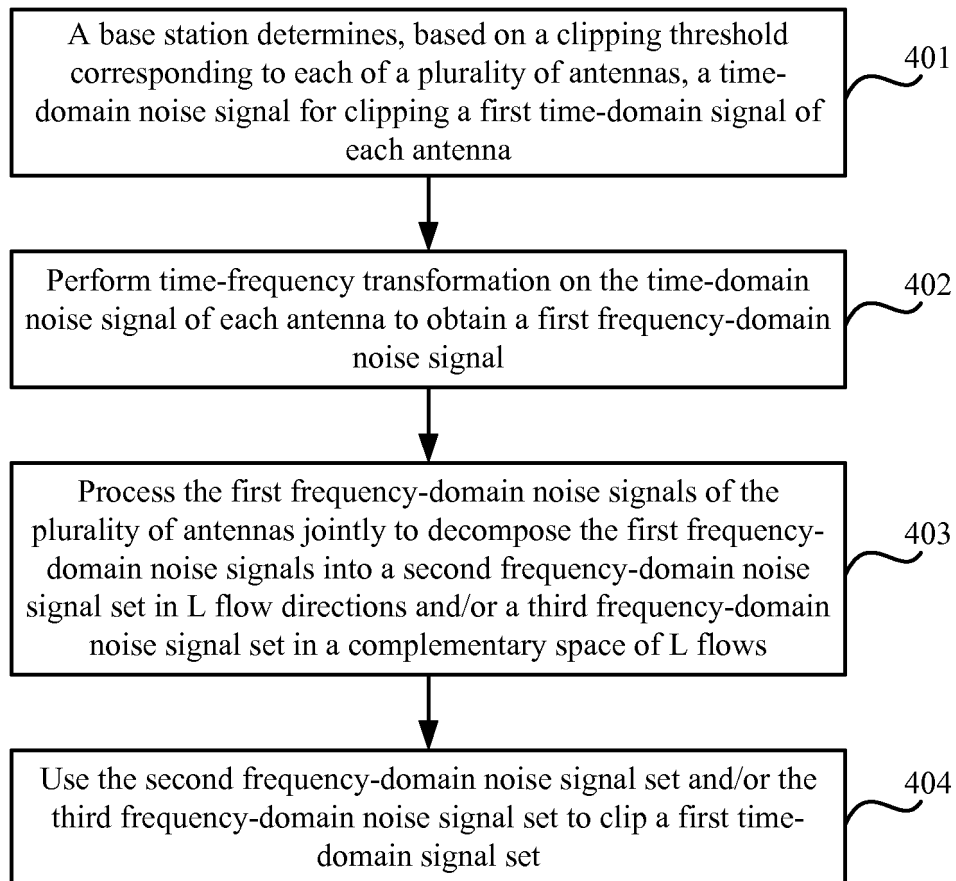 A base station determines, based on a clipping threshold
corresponding to each of a plurality of antennas, a time-
domain noise signal for clipping a first time-domain signal of
each antenna
401
Perform time-frequency transformation on the time-domain
noise signal of each antenna to obtain a first frequency-domain
noise signal
402
Process the first frequency-domain noise signals of the
plurality of antennas jointly to decompose the first frequency-
domain noise signals into a second frequency-domain noise
signal set in L flow directions and/or a third frequency-domain
noise signal set in a complementary space of L flows
403
Use the second frequency-domain noise signal set and/or the
third frequency-domain noise signal set to clip a first time-
domain signal set
404